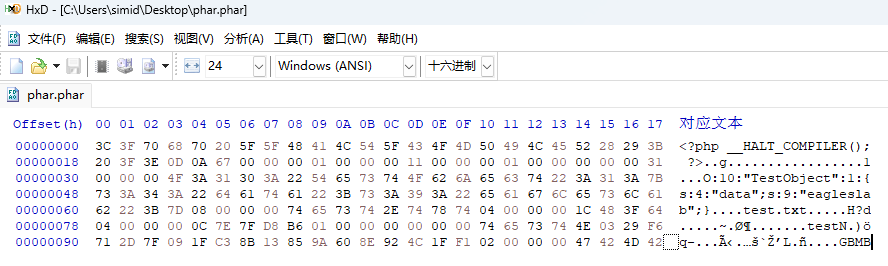 HxD - [C:\Users\simid\Desktop\phar.phar]
文件(F) 编辑(E) 搜索(S) 视图(V) 分析(A) 工具(T) 窗口(W) 帮助(H)
24 Windows (ANSI) 十六进制
phar.phar
Offset(h) 00 01 02 03 04 05 06 07 08 09 0A 0B 0C 0D 0E 0F 10 11 12 13 14 15 16 17 对应文本
00000000 3C 3F 70 68 70 20 5F 5F 48 41 4C 54 5F 43 4F 4D 50 49 4C 45 52 28 29 3B <?php __HALT_COMPILER();
00000018 20 3F 3E 0D 0A 67 00 00 00 01 00 00 00 11 00 00 00 01 00 00 00 00 00 31 ?>..g..................1
00000030 00 00 00 4F 3A 31 30 3A 22 54 65 73 74 4F 62 6A 65 63 74 22 3A 31 3A 7B ...O:10:"TestObject":1:{
00000048 73 3A 34 3A 22 64 61 74 61 22 3B 73 3A 39 3A 22 65 61 67 6C 65 73 6C 61 s:4:"data";s:9:"eaglesla
00000060 62 22 3B 7D 08 00 00 00 74 65 73 74 2E 74 78 74 04 00 00 00 1C 48 3F 64 b";}....test.txt.....H?d
00000078 04 00 00 00 0C 7E 7F D8 B6 01 00 00 00 00 00 00 74 65 73 74 4E 03 29 F6 .....~.Ø¶.......testN.)ö
00000090 71 2D 7F 09 1F C3 8B 13 85 9A 60 8E 92 4C 1F F1 02 00 00 00 47 42 4D 42 q-...Ã‹.…š`Ž’L.ñ....GBMB